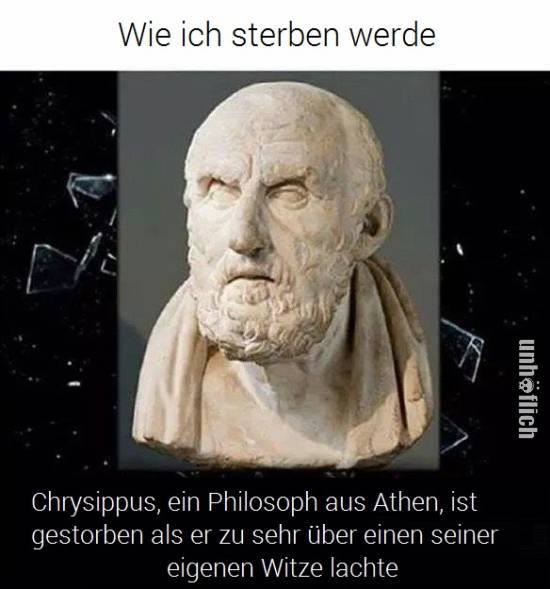 Wie ich sterben werde
unhöflich
Chrysippus, ein Philosoph aus Athen, ist
gestorben als er zu sehr über einen seiner
eigenen Witze lachte